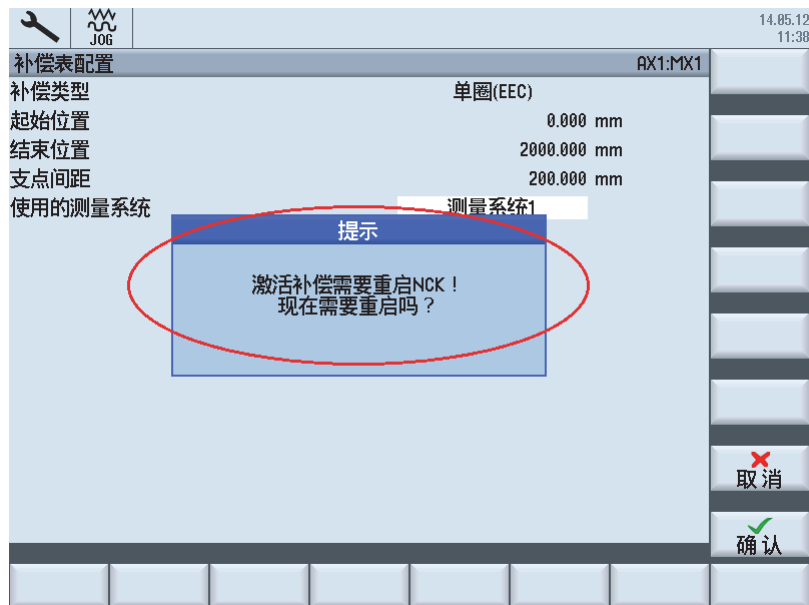 14.05.12
JOG
11:38
补偿表配置 AX1:MX1
补偿类型 单圈(EEC)
起始位置 0.000 mm
结束位置 2000.000 mm
支点间距 200.000 mm
使用的测量系统 测量系统1
提示
激活补偿需要重启NCK！
现在需要重启吗？
取消
确认